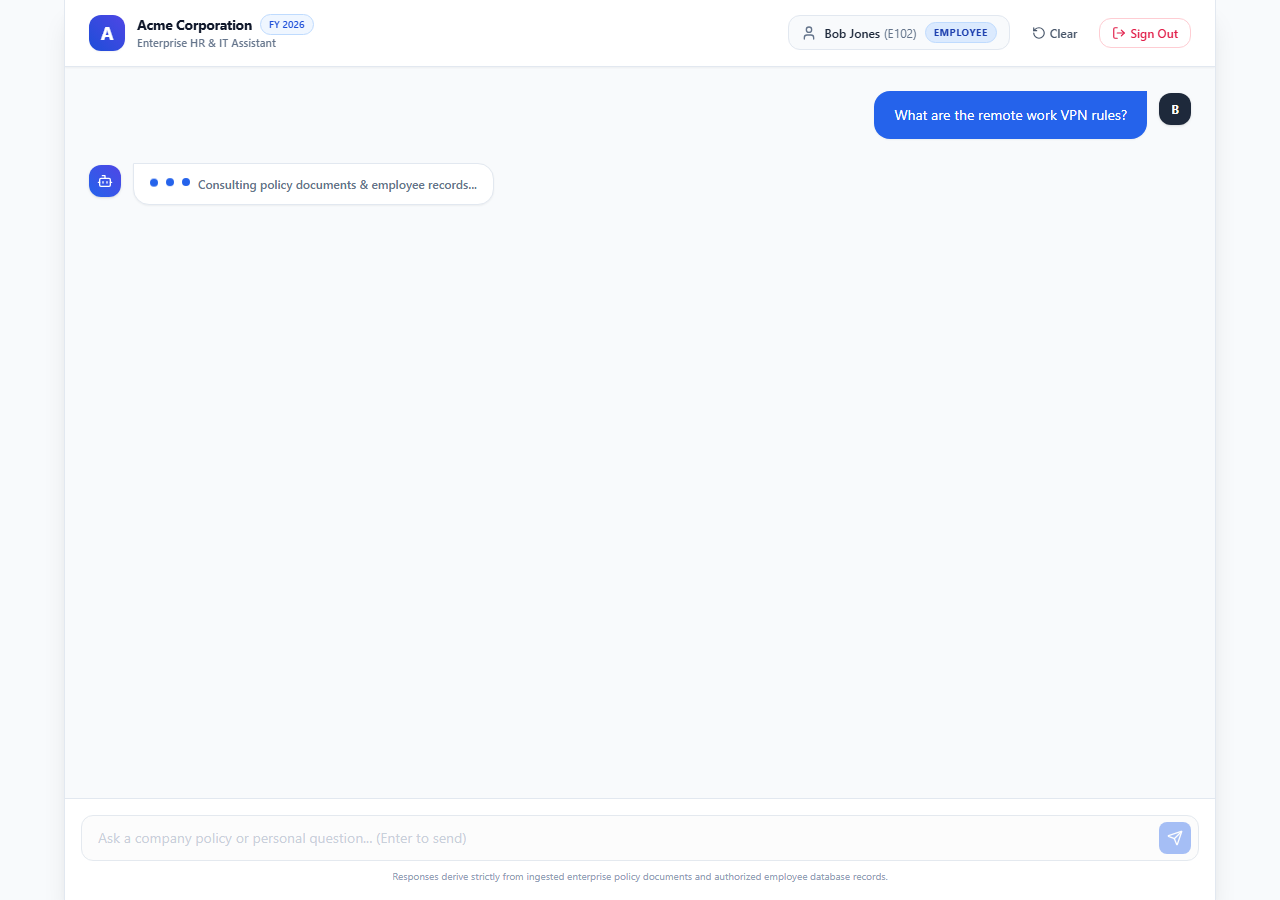 A
Acme Corporation FY 2026
Enterprise HR & IT Assistant
Bob Jones (E102) EMPLOYEE
Clear
Sign Out
What are the remote work VPN rules?
B
Consulting policy documents & employee records...
Ask a company policy or personal question... (Enter to send)
Responses derive strictly from ingested enterprise policy documents and authorized employee database records.